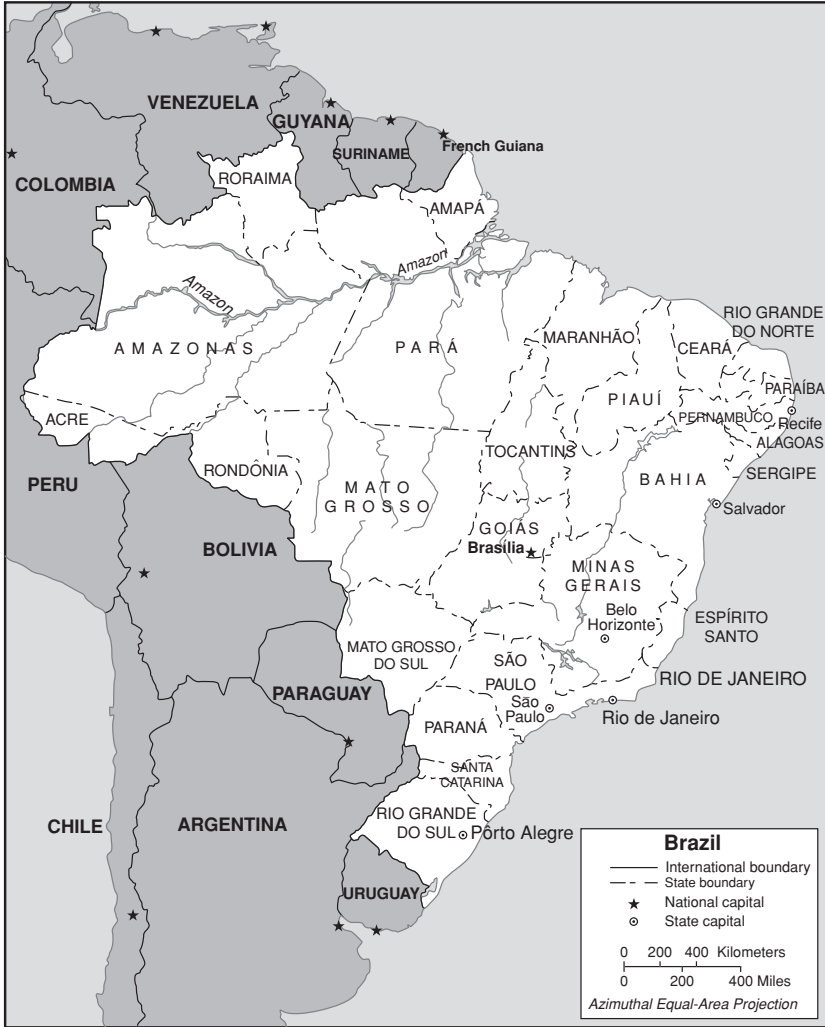 VENEZUELA
GUYANA
SURINAME
French Guiana
COLOMBIA
RORAIMA
AMAPÁ
Amazon
Amazon
RIO GRANDE
DO NORTE
AMAZONAS
PARÁ
MARANHÃO
CEARÁ
PARAÍBA
PIAUÍ
ACRE
PERNAMBUCO
Recife
ALAGOAS
TOCANTINS
RONDÔNIA
PERU
MATO
GROSSO
BAHIA
SERGIPE
Salvador
GOIÁS
Brasília
BOLIVIA
MINAS
GERAIS
Belo
Horizonte
ESPÍRITO
SANTO
MATO GROSSO
DO SUL
SÃO
PAULO
São
Paulo
RIO DE JANEIRO
Rio de Janeiro
PARAGUAY
PARANÁ
SANTA
CATARINA
CHILE
ARGENTINA
RIO GRANDE
DO SUL
Pôrto Alegre
URUGUAY
Brazil
International boundary
State boundary
National capital
State capital
0 200 400 Kilometers
0 200 400 Miles
Azimuthal Equal-Area Projection